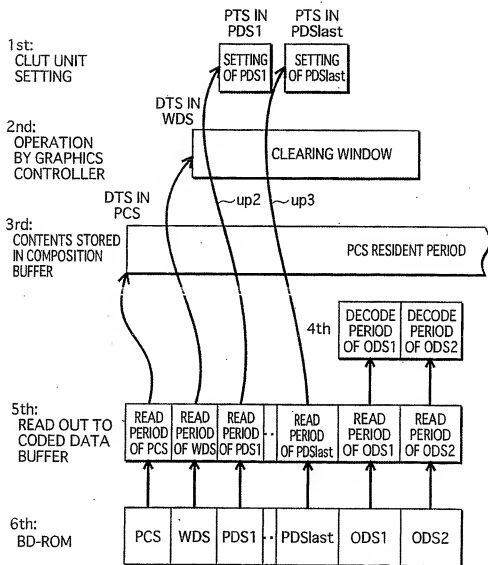 1st:
CLUT UNIT
SETTING
PTS IN
PDS1
PTS IN
PDSlast
SETTING
OF PDS1
SETTING
OF PDSlast
DTS IN
WDS
2nd:
OPERATION
BY GRAPHICS
CONTROLLER
CLEARING WINDOW
DTS IN
PCS
up2
up3
3rd:
CONTENTS STORED
IN COMPOSITION
BUFFER
PCS RESIDENT PERIOD
4th
DECODE
PERIOD
OF ODS1
DECODE
PERIOD
OF ODS2
5th:
READ OUT TO
CODED DATA
BUFFER
READ
PERIOD
OF PCS
READ
PERIOD
OF WDS
READ
PERIOD
OF PDS1
··
READ
PERIOD
OF PDSlast
READ
PERIOD
OF ODS1
READ
PERIOD
OF ODS2
6th:
BD-ROM
PCS
WDS
PDS1
··
PDSlast
ODS1
ODS2